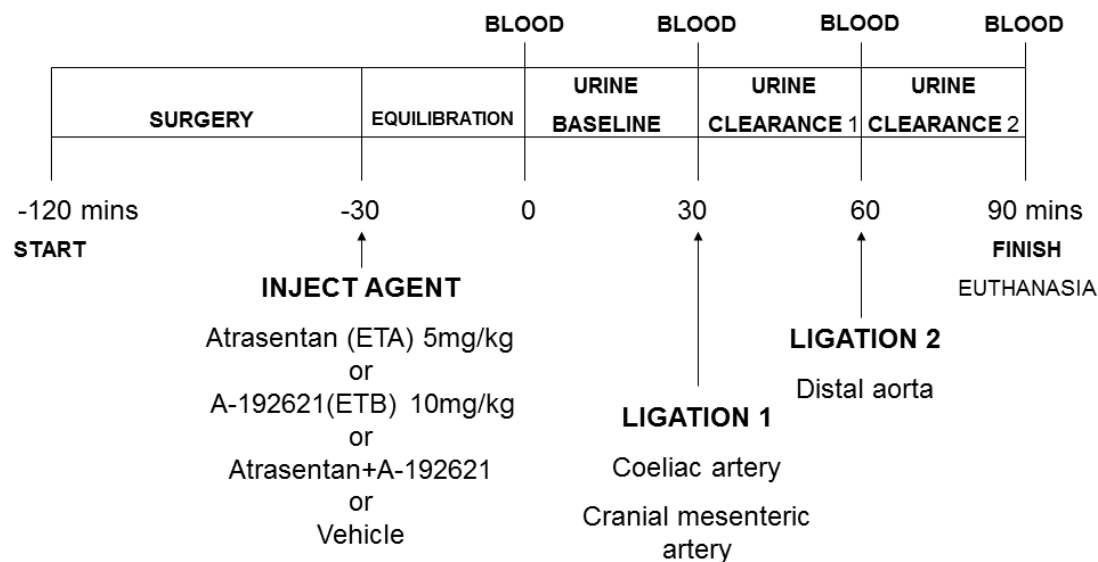 BLOOD BLOOD BLOOD BLOOD
URINE URINE URINE
SURGERY EQUILIBRATION BASELINE CLEARANCE 1 CLEARANCE 2
-120 mins -30 0 30 60 90 mins
START FINISH
EUTHANASIA
INJECT AGENT
Atrasentan (ETA) 5mg/kg
or
A-192621(ETB) 10mg/kg
or
Atrasentan+A-192621
or
Vehicle
LIGATION 1
Coeliac artery
Cranial mesenteric
artery
LIGATION 2
Distal aorta